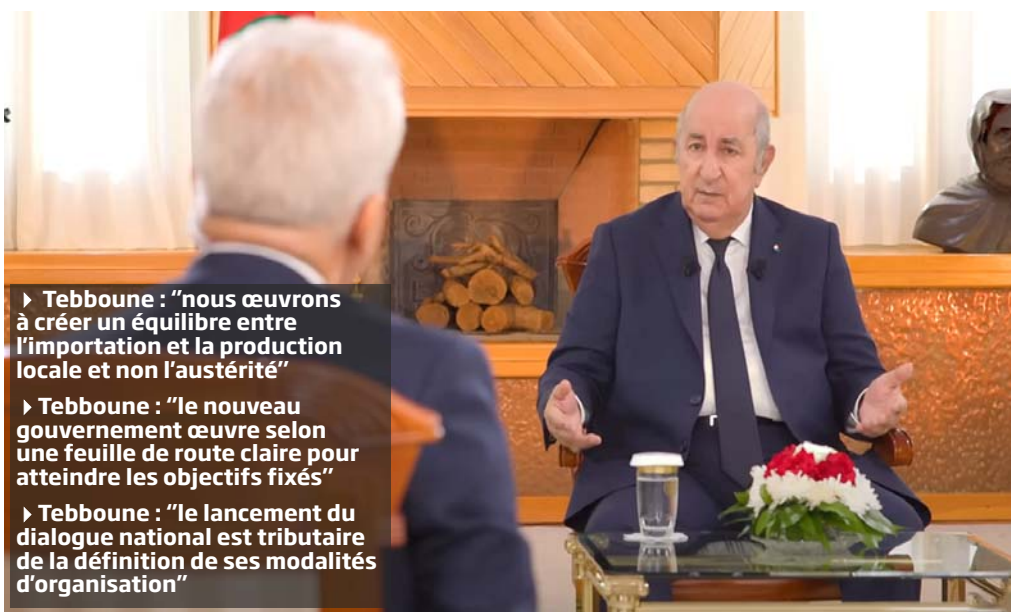 ▸ Tebboune : "nous œuvrons
à créer un équilibre entre
l'importation et la production
locale et non l'austérité"
▸ Tebboune : "le nouveau
gouvernement œuvre selon
une feuille de route claire pour
atteindre les objectifs fixés"
▸ Tebboune : "le lancement du
dialogue national est tributaire
de la définition de ses modalités
d'organisation"